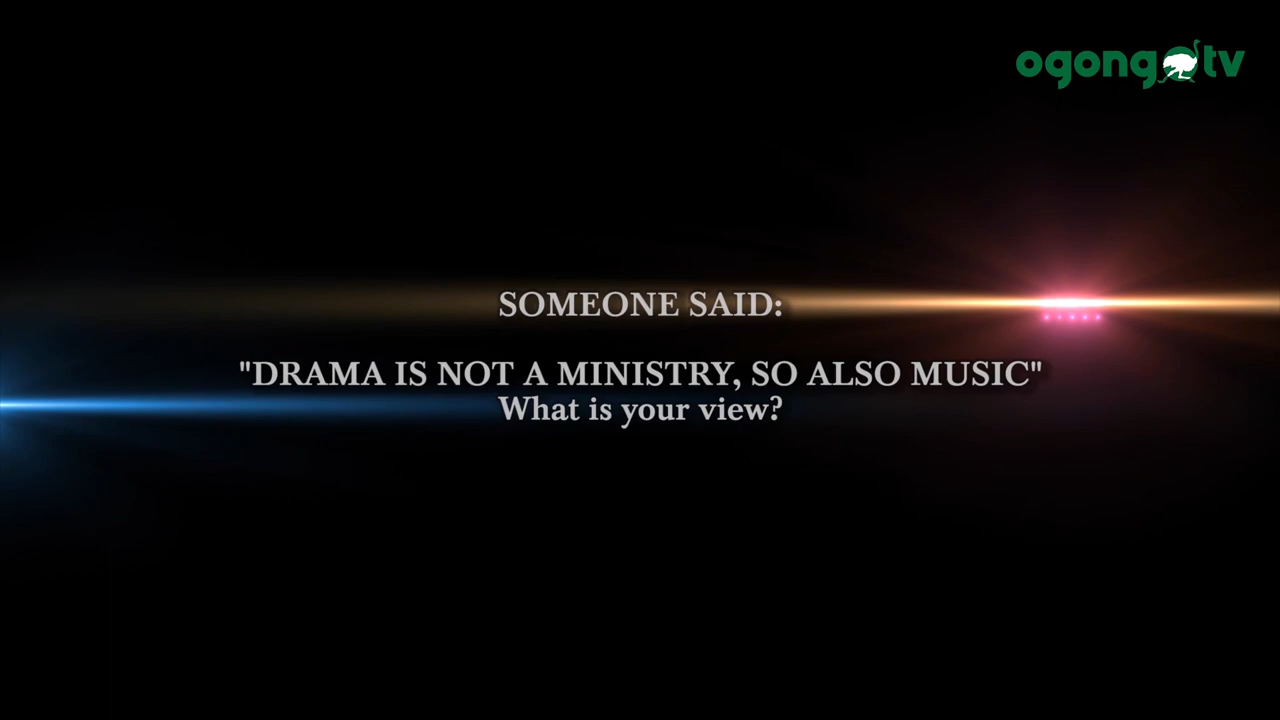 ogongotv
SOMEONE SAID:
"DRAMA IS NOT A MINISTRY, SO ALSO MUSIC"
What is your view?